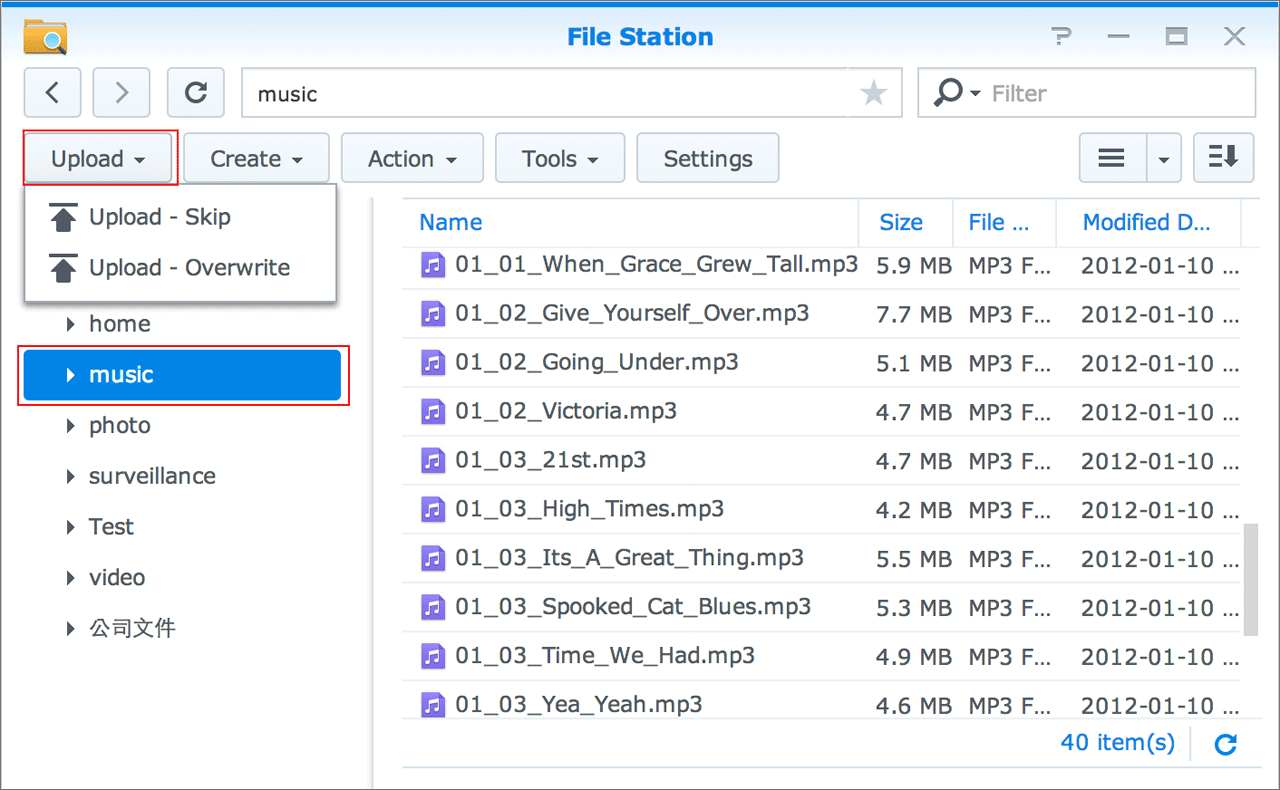 File Station
music
Filter
Upload Create Action Tools Settings
Upload - Skip
Upload - Overwrite
home
music
photo
surveillance
Test
video
公司文件
Name Size File ... Modified D...
01_01_When_Grace_Grew_Tall.mp3 5.9 MB MP3 F... 2012-01-10 ...
01_02_Give_Yourself_Over.mp3 7.7 MB MP3 F... 2012-01-10 ...
01_02_Going_Under.mp3 5.1 MB MP3 F... 2012-01-10 ...
01_02_Victoria.mp3 4.7 MB MP3 F... 2012-01-10 ...
01_03_21st.mp3 4.7 MB MP3 F... 2012-01-10 ...
01_03_High_Times.mp3 4.2 MB MP3 F... 2012-01-10 ...
01_03_Its_A_Great_Thing.mp3 5.5 MB MP3 F... 2012-01-10 ...
01_03_Spooked_Cat_Blues.mp3 5.3 MB MP3 F... 2012-01-10 ...
01_03_Time_We_Had.mp3 4.9 MB MP3 F... 2012-01-10 ...
01_03_Yea_Yeah.mp3 4.6 MB MP3 F... 2012-01-10 ...
40 item(s)